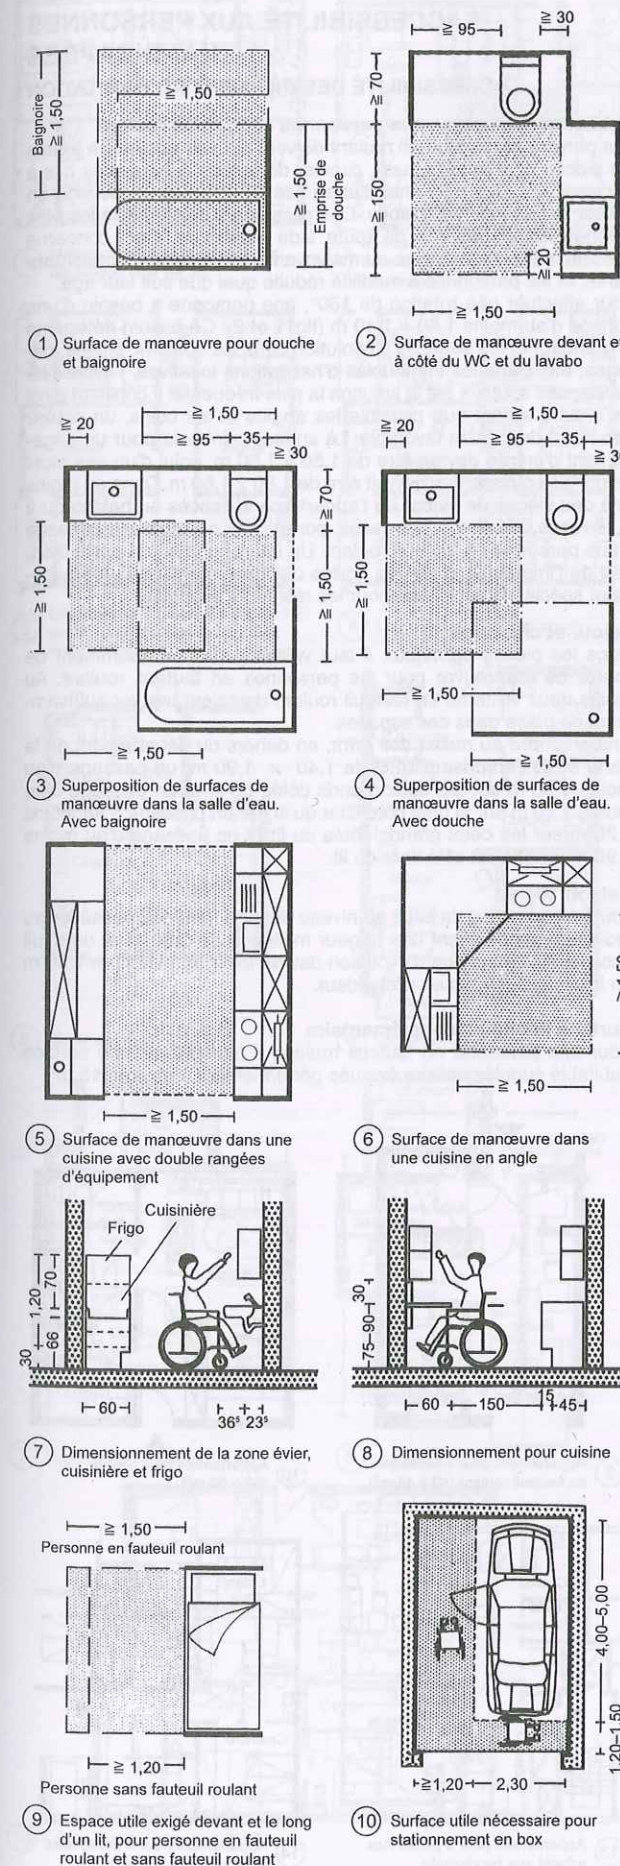 ≧ 1,50
Baignoire
≧ 1,50
≧ 1,50
≧ 1,50
Emprise de
douche
① Surface de manœuvre pour douche
et baignoire
≧ 95
≧ 30
≧ 70
≧ 150
≧ 20
≧ 1,50
② Surface de manœuvre devant et
à côté du WC et du lavabo
≧ 1,50
≧ 20
≧ 95
35
≧ 30
≧ 70
≧ 1,50
≧ 1,50
≧ 1,50
③ Superposition de surfaces de
manœuvre dans la salle d'eau.
Avec baignoire
≧ 1,50
≧ 20
≧ 95
35
≧ 1,50
≧ 1,50
≧ 1,50
④ Superposition de surfaces de
manœuvre dans la salle d'eau.
Avec douche
≧ 1,50
⑤ Surface de manœuvre dans une
cuisine avec double rangées
d'équipement
≧ 1,50
⑥ Surface de manœuvre dans
une cuisine en angle
Cuisinière
Frigo
1,20
70
66
30
60
36⁵
23⁵
⑦ Dimensionnement de la zone évier,
cuisinière et frigo
30
75–90
60
150
15
45
⑧ Dimensionnement pour cuisine
≧ 1,50
Personne en fauteuil roulant
≧ 1,20
Personne sans fauteuil roulant
⑨ Espace utile exigé devant et le long
d'un lit, pour personne en fauteuil
roulant et sans fauteuil roulant
4,00–5,00
1,20–1,50
≧1,20
2,30
⑩ Surface utile nécessaire pour
stationnement en box